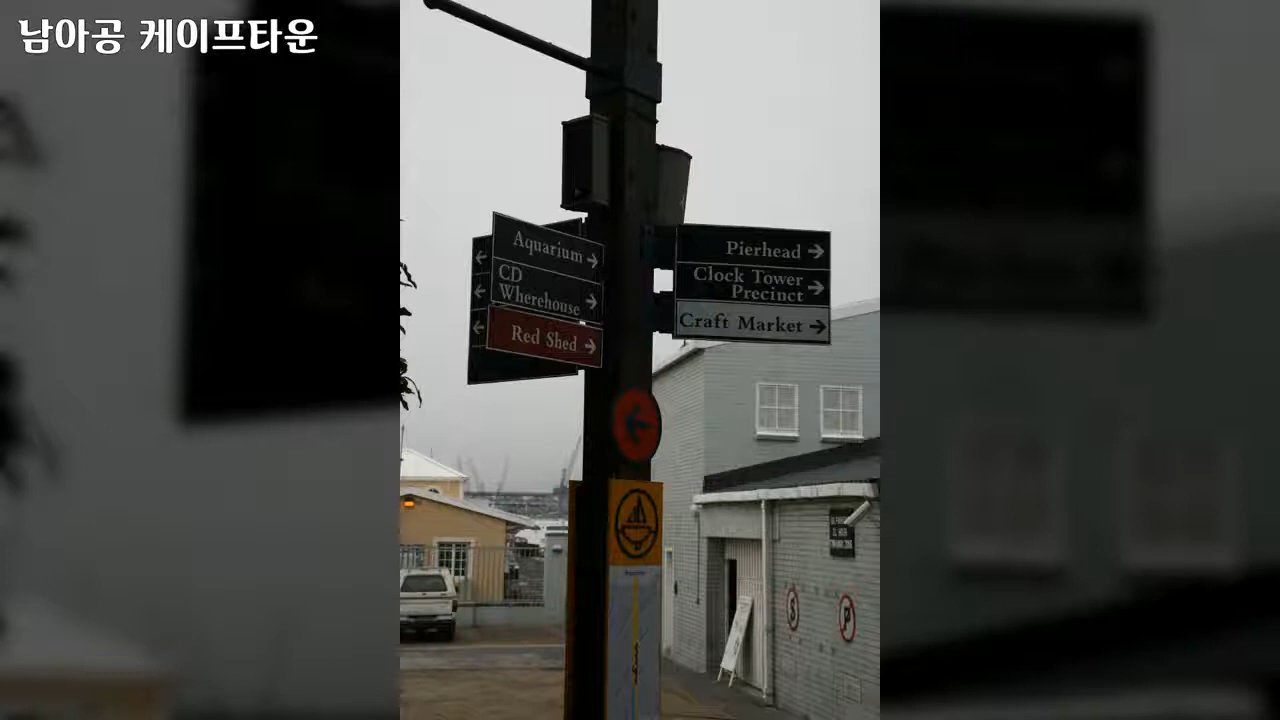 남아공 케이프타운
Aquarium →
CD
Wherehouse →
Red Shed →
Pierhead →
Clock Tower
Precinct →
Craft Market →